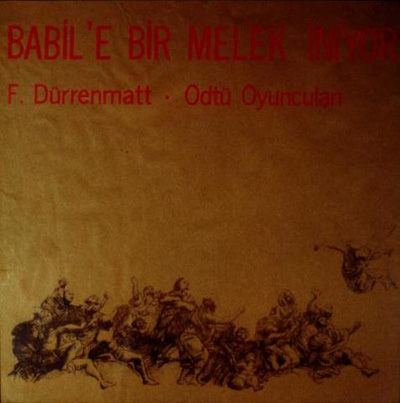 BABİL'E BİR MELEK İNİYOR
F. Dürrenmatt · Odtü Oyuncuları